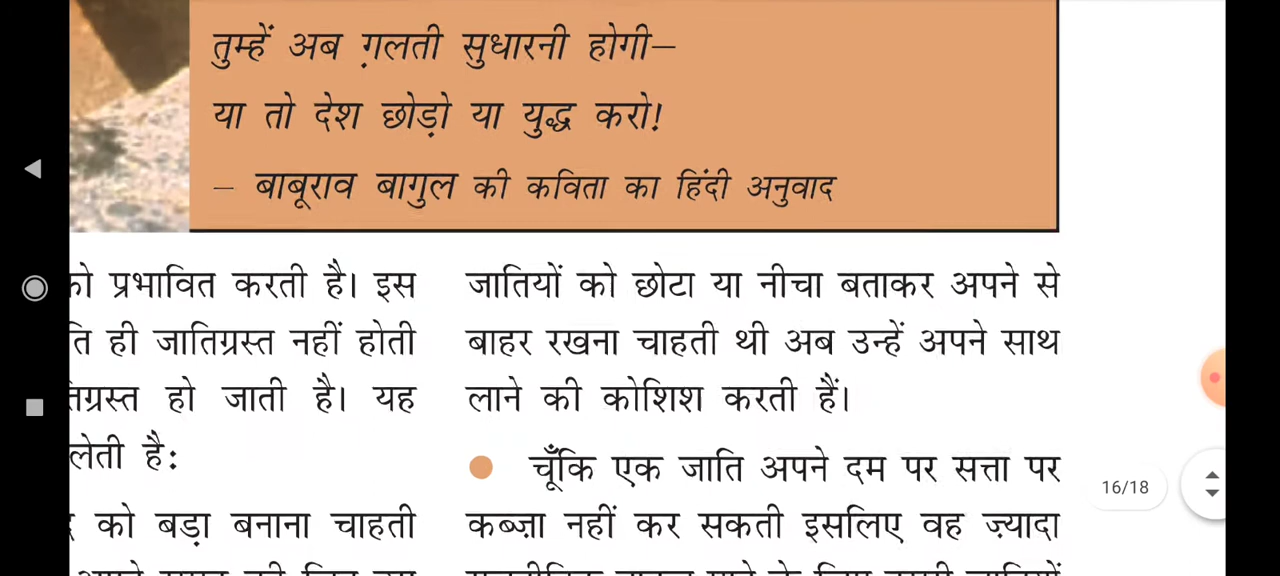 तुम्हें अब ग़लती सुधारनी होगी–
या तो देश छोड़ो या युद्ध करो!
– बाबूराव बागुल की कविता का हिंदी अनुवाद
को प्रभावित करती है। इस
ही जातिग्रस्त नहीं होती
हो जाती है। यह
लेती है:
को बड़ा बनाना चाहती
जातियों को छोटा या नीचा बताकर अपने से
बाहर रखना चाहती थी अब उन्हें अपने साथ
लाने की कोशिश करती हैं।
● चूँकि एक जाति अपने दम पर सत्ता पर
कब्ज़ा नहीं कर सकती इसलिए वह ज़्यादा
16/18